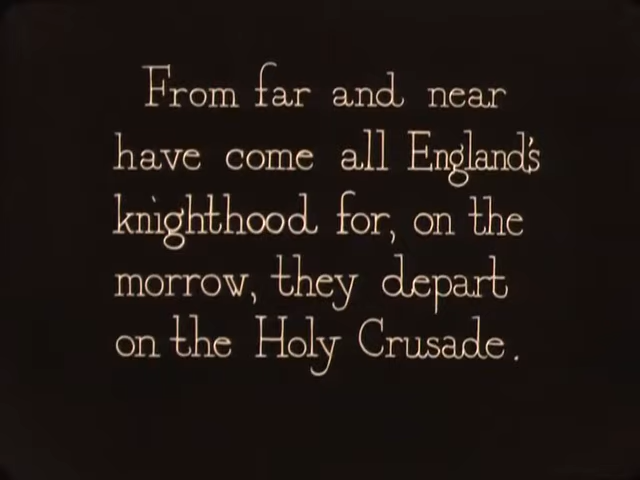 From far and near
have come all England's
knighthood for, on the
morrow, they depart
on the Holy Crusade.